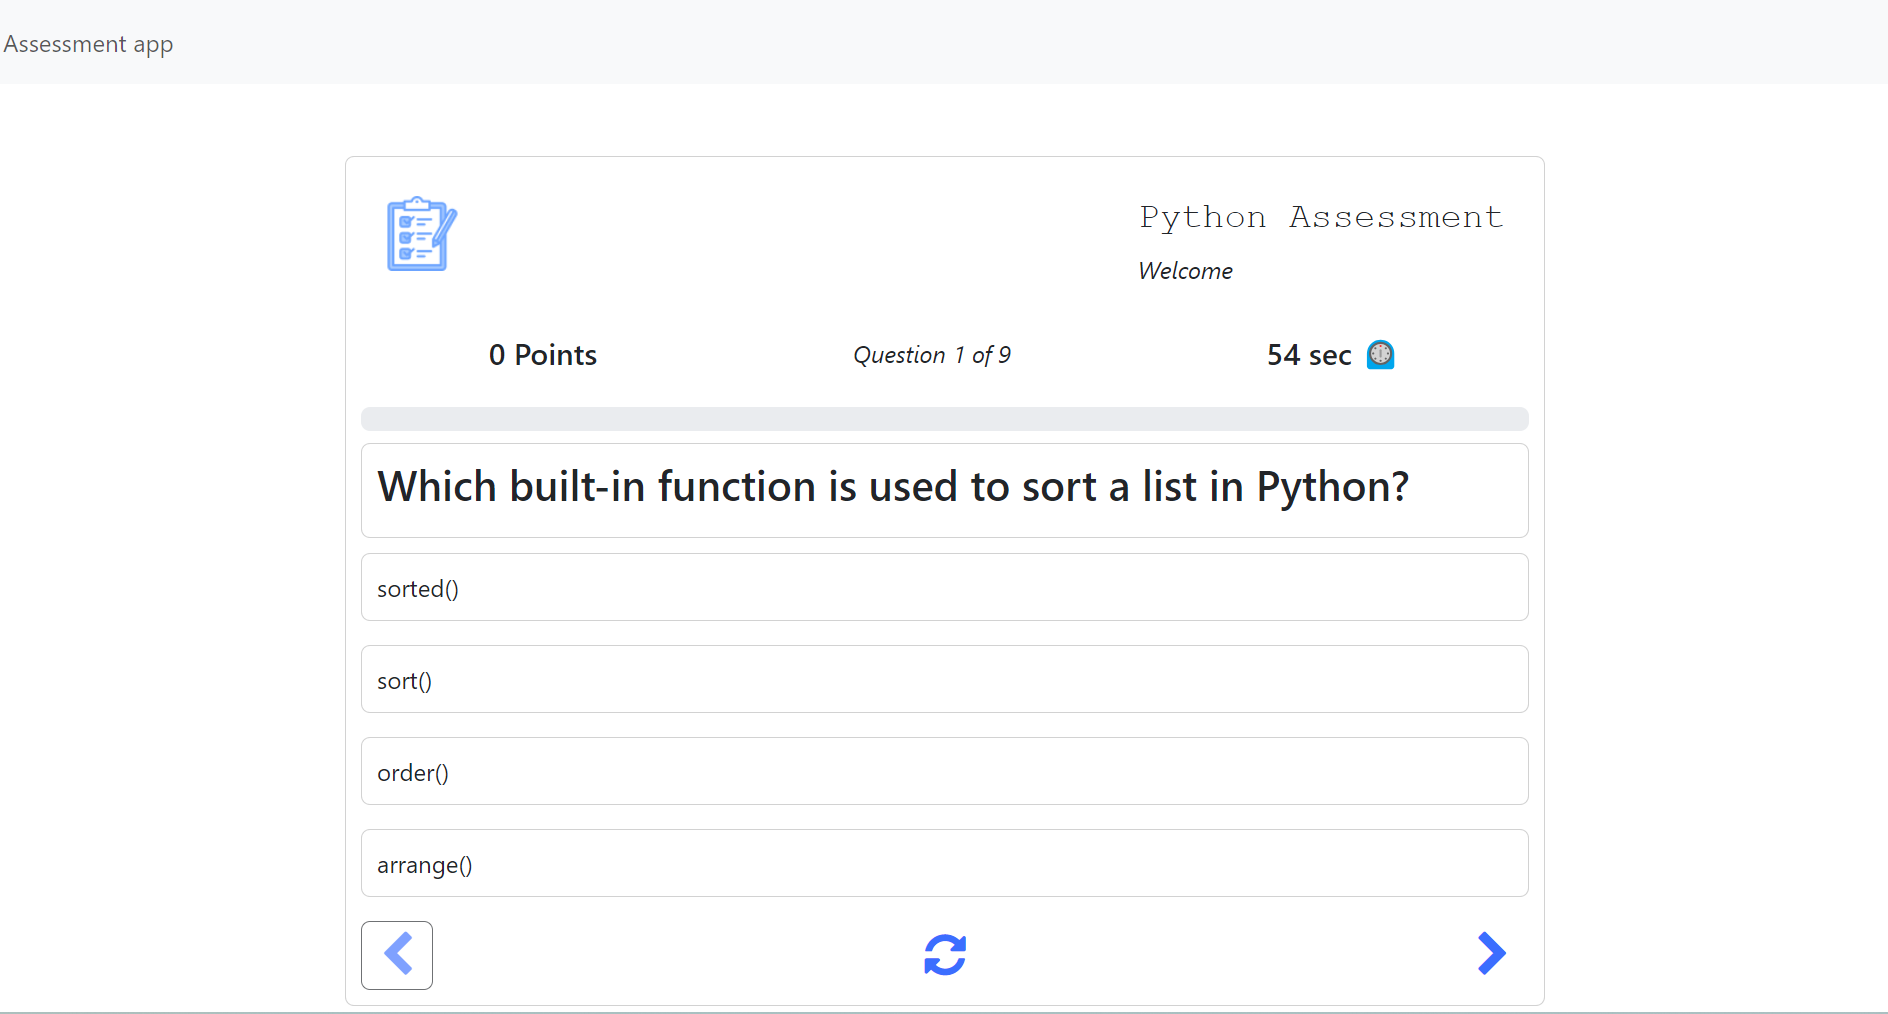 Assessment app
Python Assessment
Welcome
0 Points
Question 1 of 9
54 sec
Which built-in function is used to sort a list in Python?
sorted()
sort()
order()
arrange()